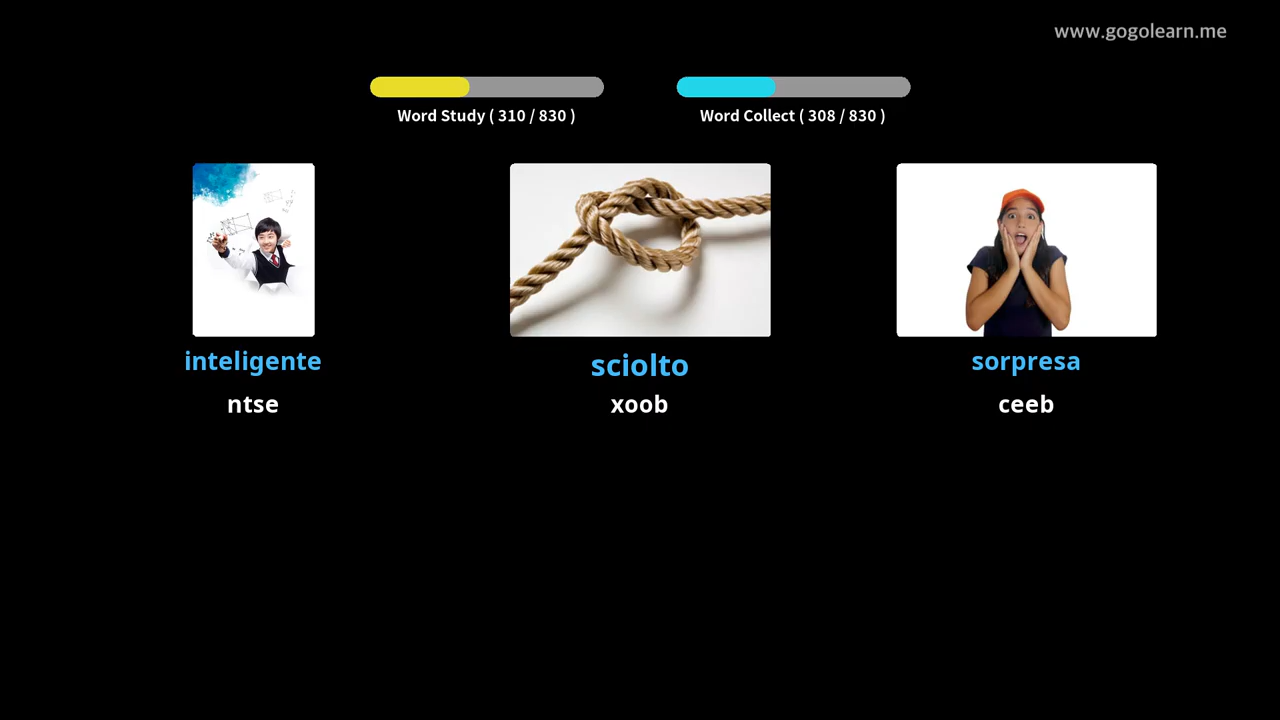 www.gogolearn.me
Word Study ( 310 / 830 )
Word Collect ( 308 / 830 )
inteligente
sciolto
sorpresa
ntse
xoob
ceeb